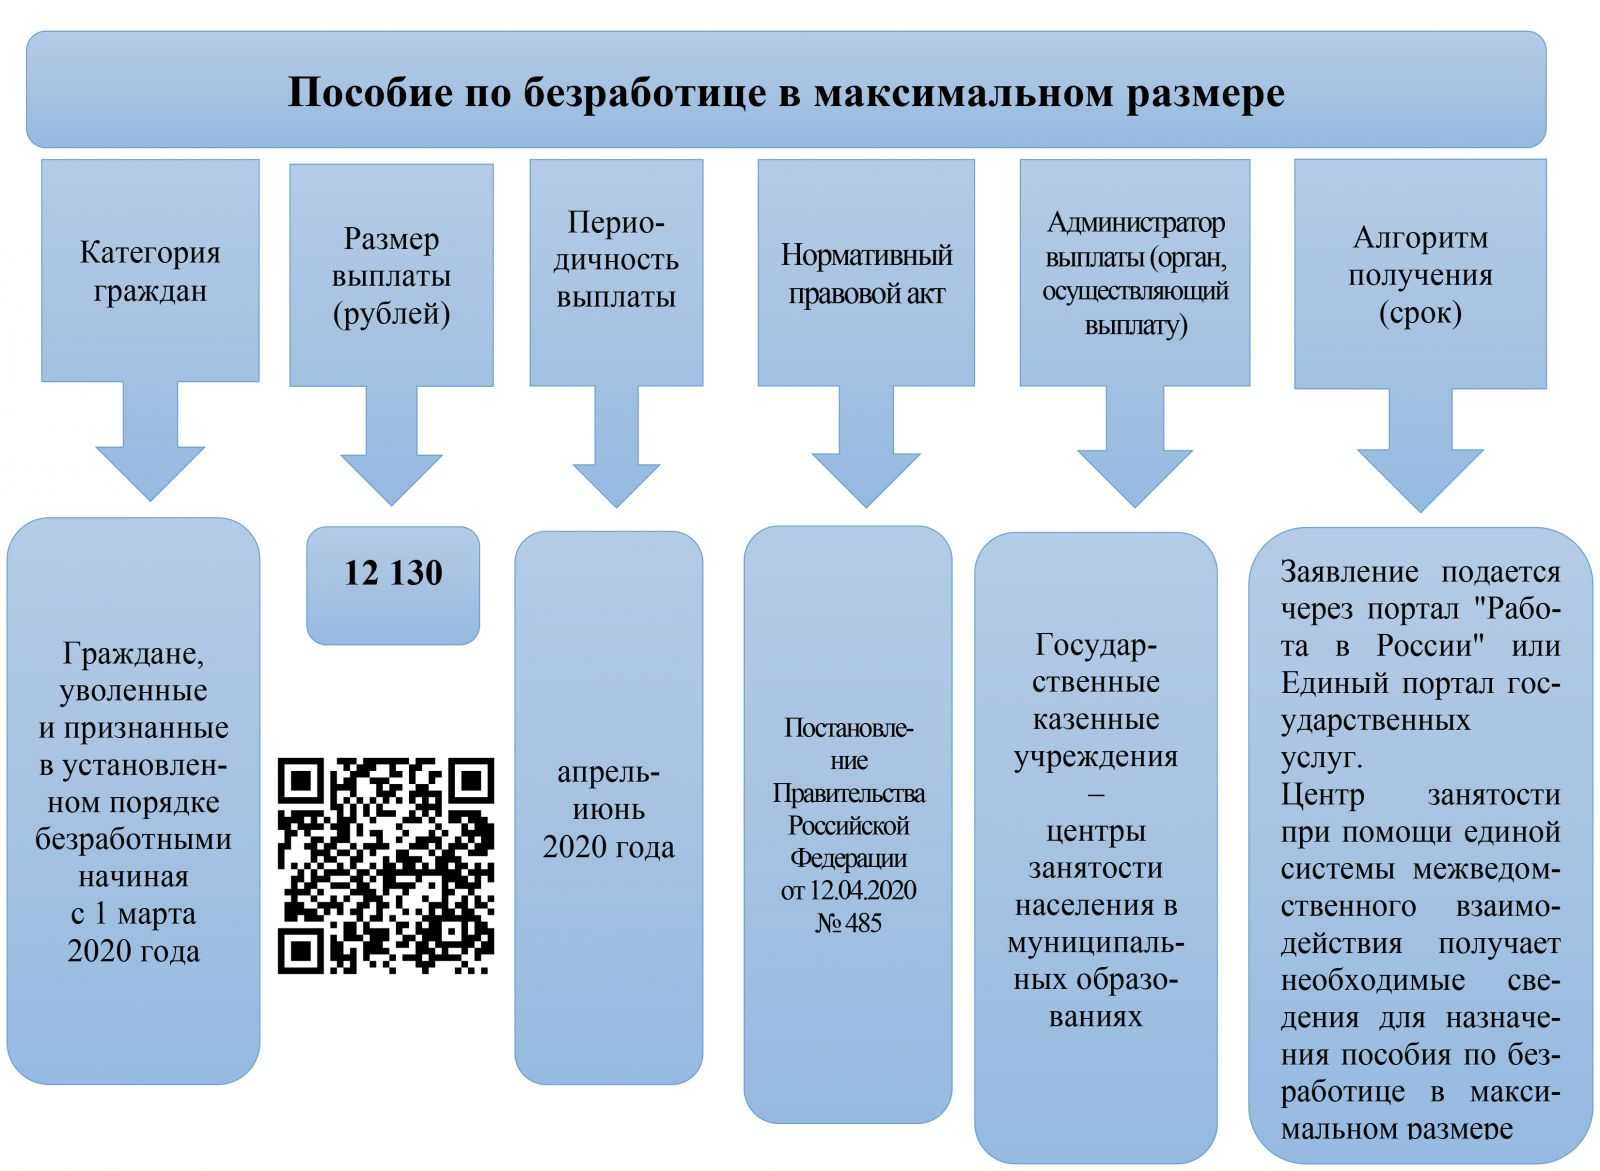 Пособие по безработице в максимальном размере
Категория
граждан
Размер
выплаты
(рублей)
Перио-
дичность
выплаты
Нормативный
правовой акт
Администратор
выплаты (орган,
осуществляющий
выплату)
Алгоритм
получения
(срок)
Граждане,
уволенные
и признанные
в установлен-
ном порядке
безработными
начиная
с 1 марта
2020 года
12 130
апрель-
июнь
2020 года
Постановле-
ние
Правительства
Российской
Федерации
от 12.04.2020
№ 485
Государ-
ственные
казенные
учреждения
–
центры
занятости
населения в
муниципаль-
ных образо-
ваниях
Заявление подается
через портал "Рабо-
та в России" или
Единый портал гос-
ударственных
услуг.
Центр занятости
при помощи единой
системы межведом-
ственного взаимо-
действия получает
необходимые све-
дения для назначе-
ния пособия по без-
работице в макси-
мальном размере